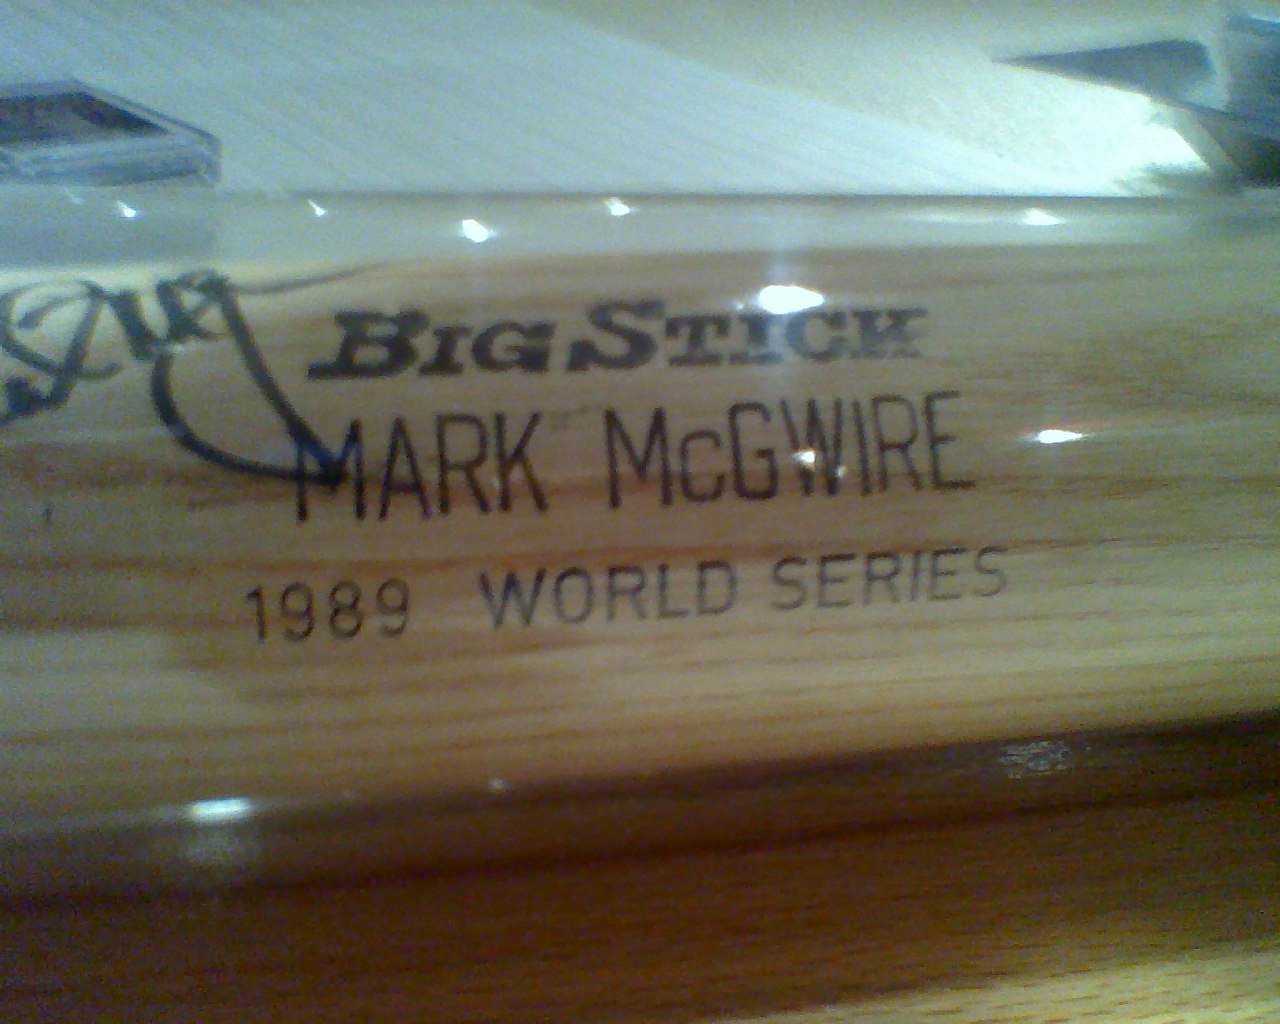 BIG STICK
MARK McGWIRE
1989 WORLD SERIES